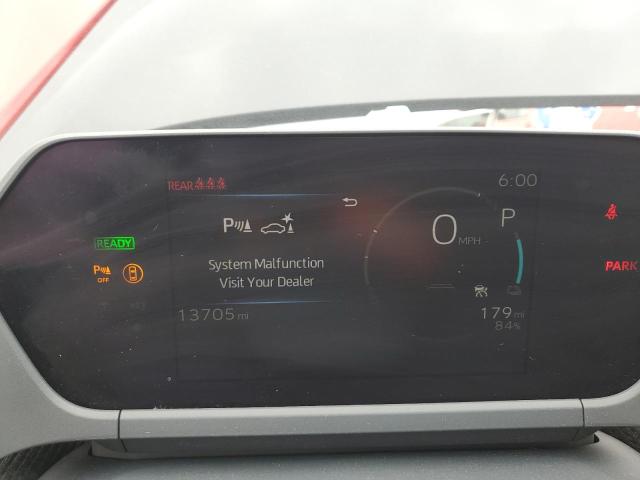 REAR
6:00
P
P
0 MPH
READY
PARK
P
OFF
System Malfunction
Visit Your Dealer
13705 mi
179 mi
84%